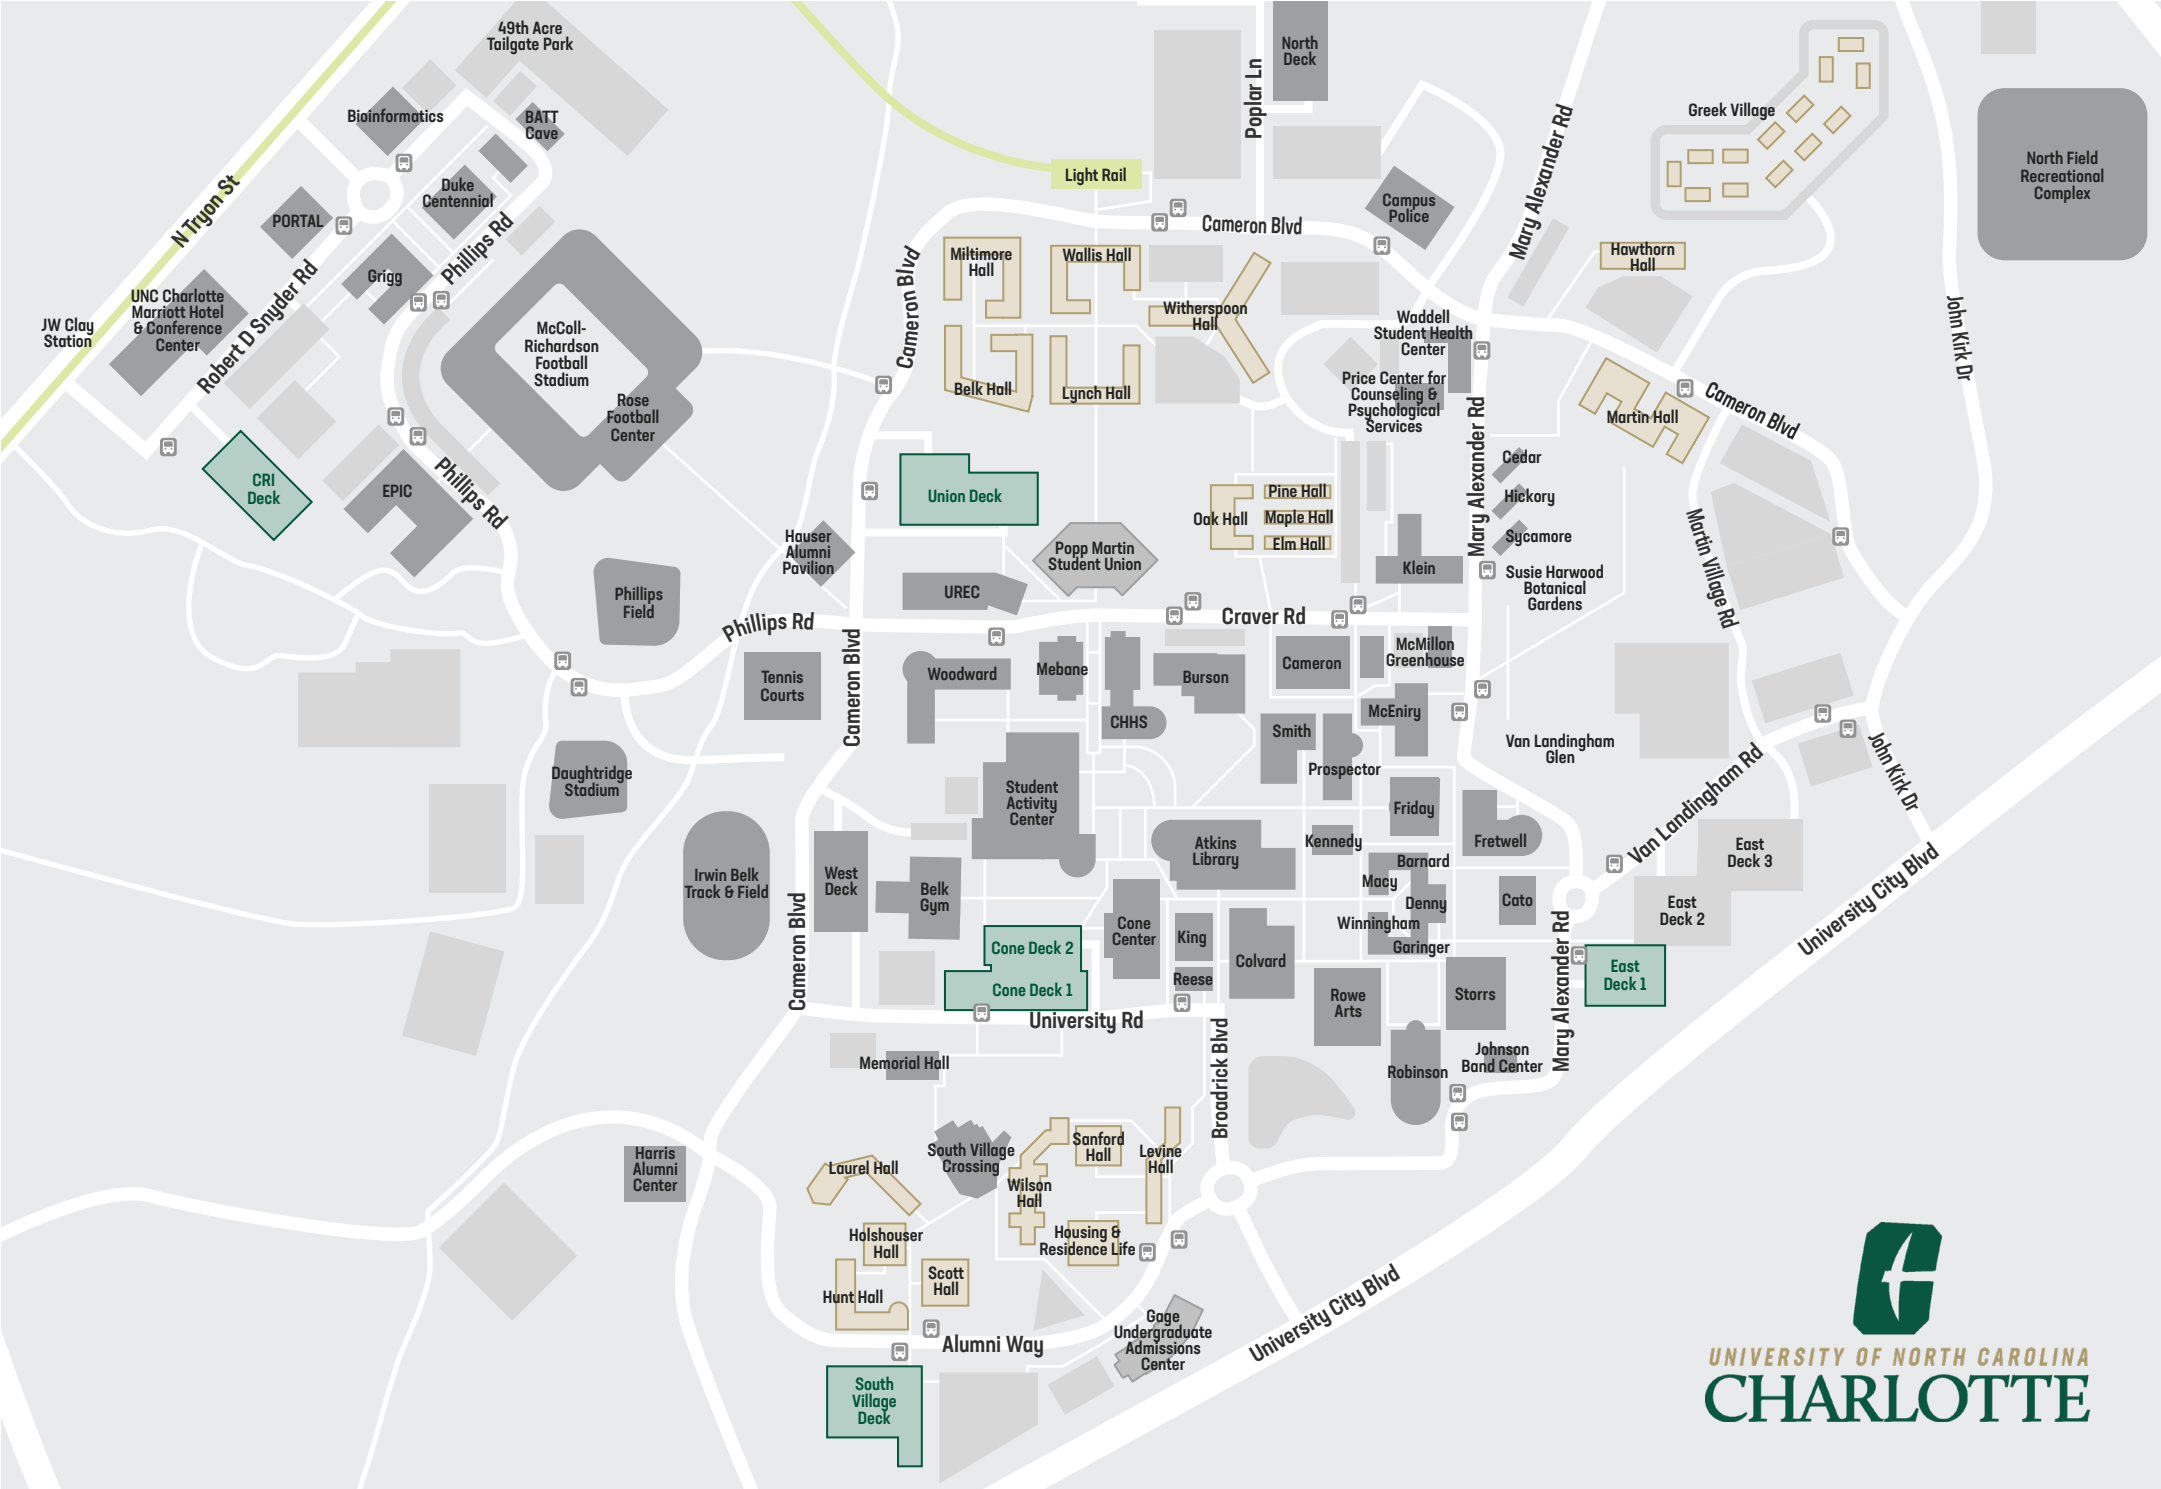 49th Acre
Tailgate Park
North
Deck
Poplar Ln
Bioinformatics
BATT
Cave
Greek Village
Mary Alexander Rd
North Field
Recreational
Complex
Light Rail
N Tryon St
Duke
Centennial
PORTAL
Phillips Rd
Campus
Police
Cameron Blvd
Miltimore
Hall
Wallis Hall
Hawthorn
Hall
Grigg
Robert D Snyder Rd
UNC Charlotte
Marriott Hotel
& Conference
Center
JW Clay
Station
McColl-
Richardson
Football
Stadium
Cameron Blvd
Witherspoon
Hall
Waddell
Student Health
Center
John Kirk Dr
Rose
Football
Center
Belk Hall
Lynch Hall
Price Center for
Counseling &
Psychological
Services
Mary Alexander Rd
Martin Hall
Cameron Blvd
CRI
Deck
EPIC
Phillips Rd
Union Deck
Oak Hall
Pine Hall
Maple Hall
Elm Hall
Cedar
Hickory
Sycamore
Martin Village Rd
Hauser
Alumni
Pavilion
Popp Martin
Student Union
Klein
Susie Harwood
Botanical
Gardens
UREC
Phillips
Field
Phillips Rd
Craver Rd
Cameron Blvd
Tennis
Courts
Woodward
Mebane
CHHS
Burson
Cameron
McMillon
Greenhouse
McEniry
Smith
Prospector
Van Landingham
Glen
Van Landingham Rd
John Kirk Dr
Daughtridge
Stadium
Student
Activity
Center
Friday
Fretwell
Kennedy
Atkins
Library
Barnard
Macy
Denny
Winningham
Garinger
Cato
East
Deck 3
East
Deck 2
East
Deck 1
University City Blvd
Irwin Belk
Track & Field
West
Deck
Belk
Gym
Cameron Blvd
Cone Deck 2
Cone Deck 1
Cone
Center
King
Reese
Colvard
Rowe
Arts
Storrs
Mary Alexander Rd
University Rd
Broadrick Blvd
Memorial Hall
Robinson
Johnson
Band Center
Harris
Alumni
Center
Laurel Hall
South Village
Crossing
Sanford
Hall
Levine
Hall
Wilson
Hall
Holshouser
Hall
Housing &
Residence Life
Scott
Hall
Hunt Hall
Alumni Way
Gage
Undergraduate
Admissions
Center
University City Blvd
South
Village
Deck
UNIVERSITY OF NORTH CAROLINA
CHARLOTTE